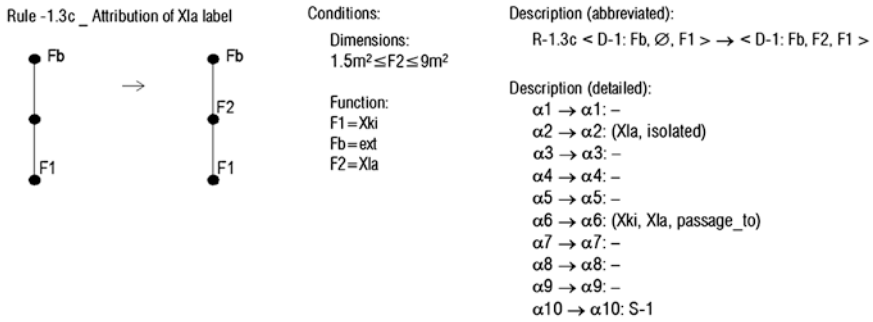 Rule -1.3c _ Attribution of Xla label
Fb
F1
→
Fb
F2
F1
Conditions:
Dimensions:
1.5m²≤F2≤9m²
Function:
F1=Xki
Fb=ext
F2=Xla
Description (abbreviated):
R-1.3c < D-1: Fb, ∅, F1 > → < D-1: Fb, F2, F1 >
Description (detailed):
α1 → α1: –
α2 → α2: (Xla, isolated)
α3 → α3: –
α4 → α4: –
α5 → α5: –
α6 → α6: (Xki, Xla, passage_to)
α7 → α7: –
α8 → α8: –
α9 → α9: –
α10 → α10: S-1